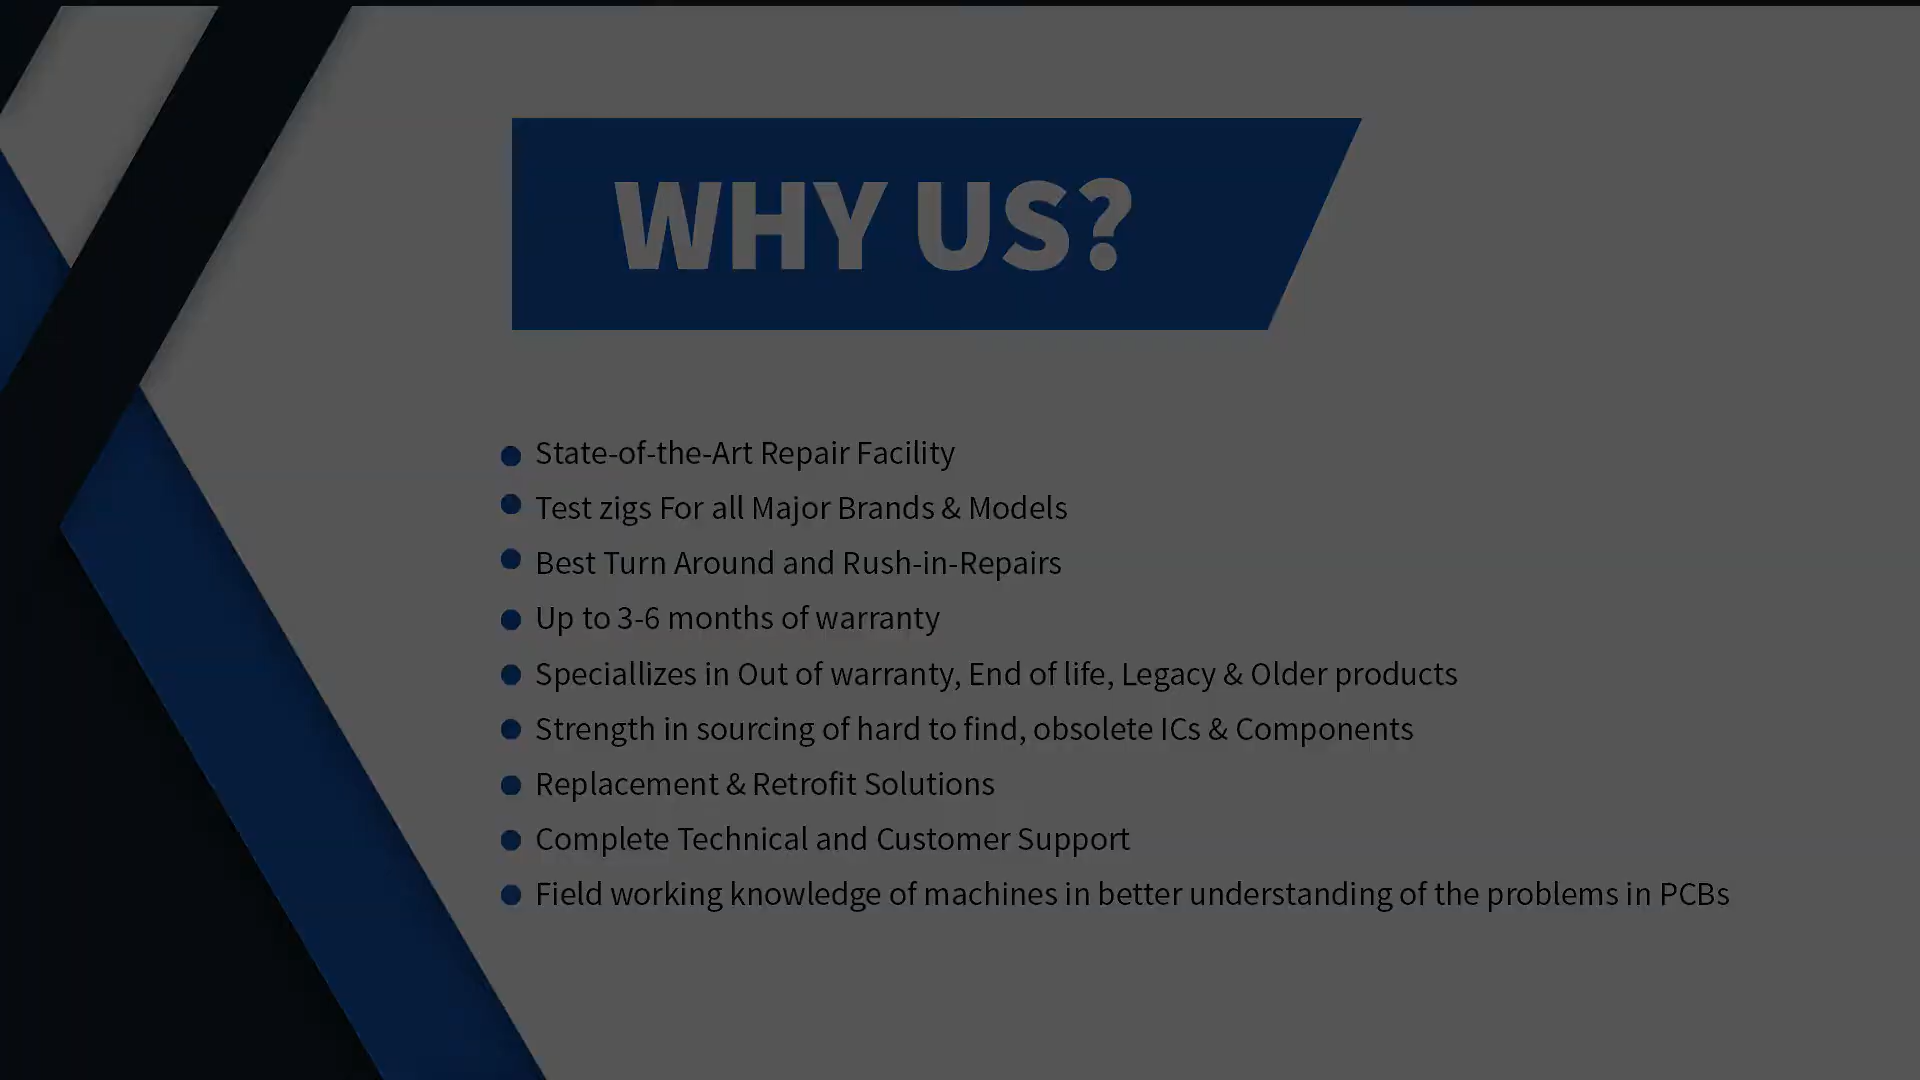 WHY US?
State-of-the-Art Repair Facility
Test zigs For all Major Brands & Models
Best Turn Around and Rush-in-Repairs
Up to 3-6 months of warranty
Speciallizes in Out of warranty, End of life, Legacy & Older products
Strength in sourcing of hard to find, obsolete ICs & Components
Replacement & Retrofit Solutions
Complete Technical and Customer Support
Field working knowledge of machines in better understanding of the problems in PCBs